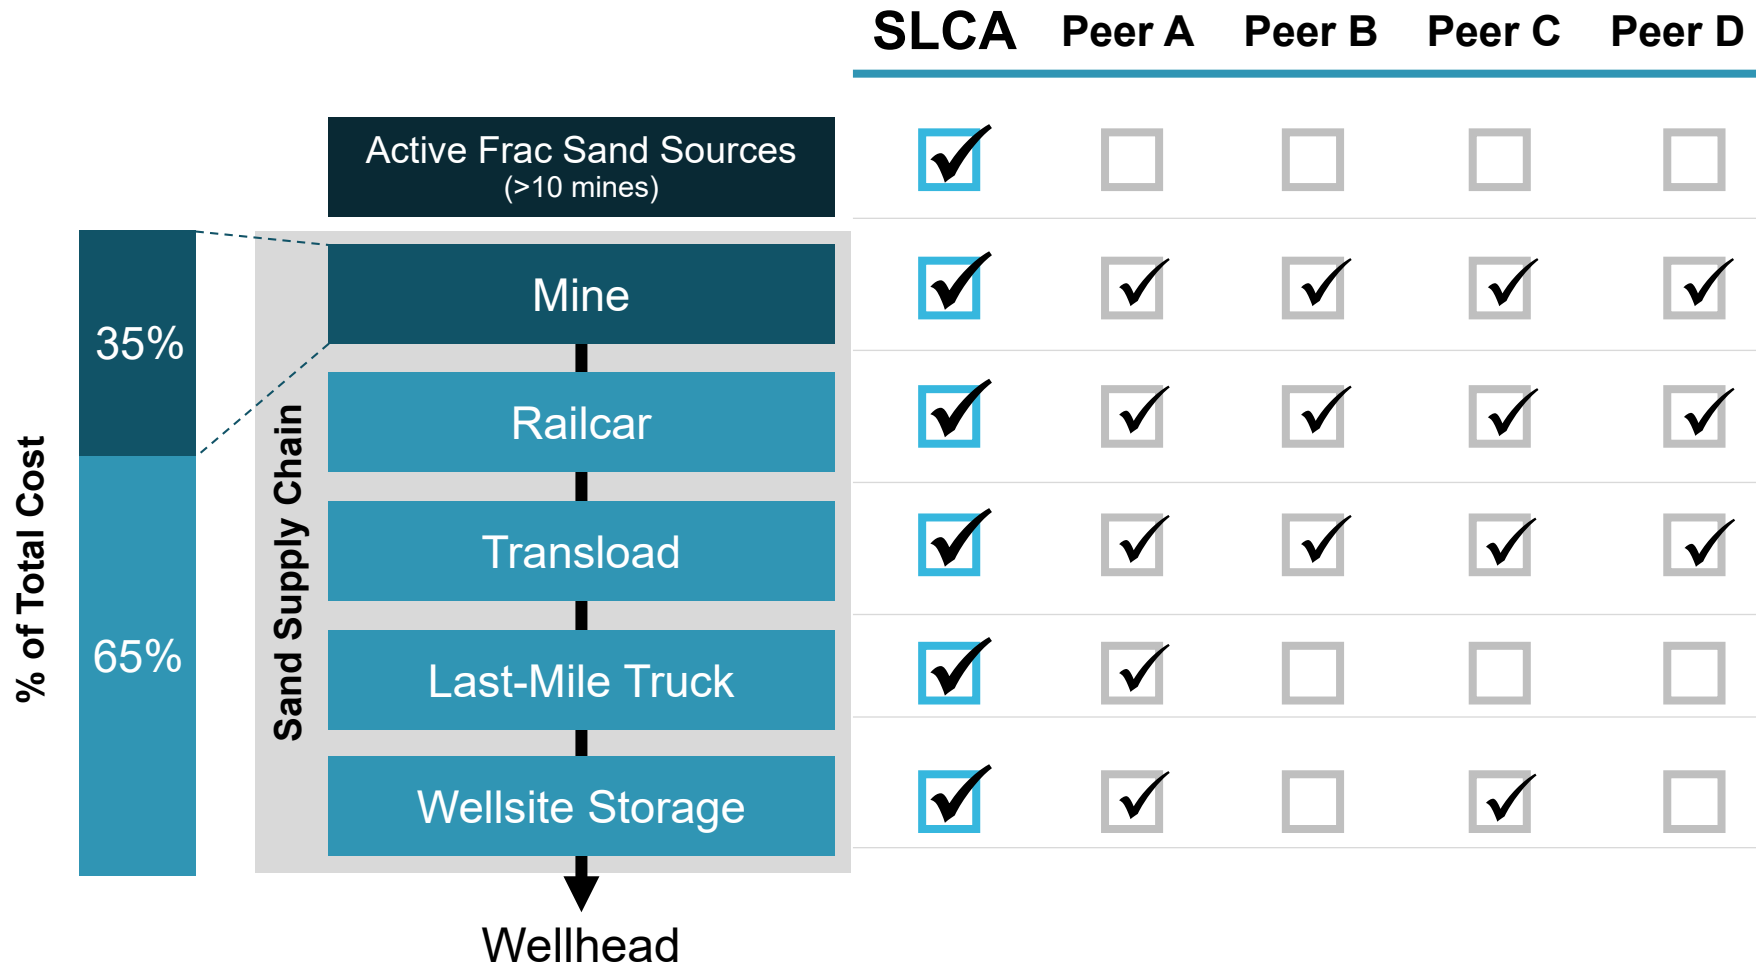 SLCA Peer A Peer B Peer C Peer D
Active Frac Sand Sources
(>10 mines)
% of Total Cost
35%
65%
Sand Supply Chain
Mine
Railcar
Transload
Last-Mile Truck
Wellsite Storage
Wellhead